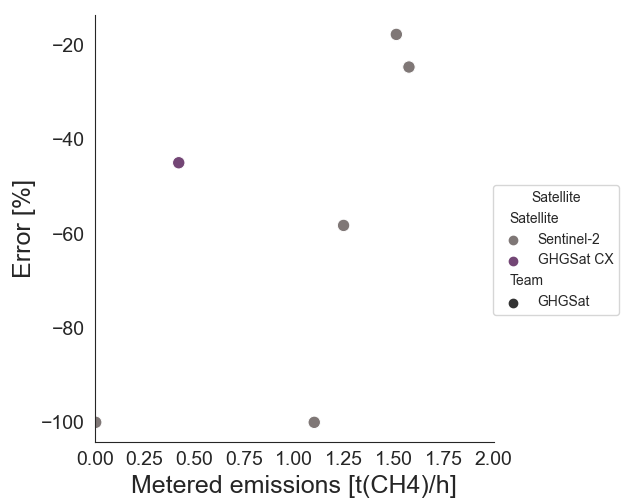 −20
−40
−60
−80
−100
Error [%]
0.00 0.25 0.50 0.75 1.00 1.25 1.50 1.75 2.00
Metered emissions [t(CH4)/h]
Satellite
Satellite
Sentinel-2
GHGSat CX
Team
GHGSat